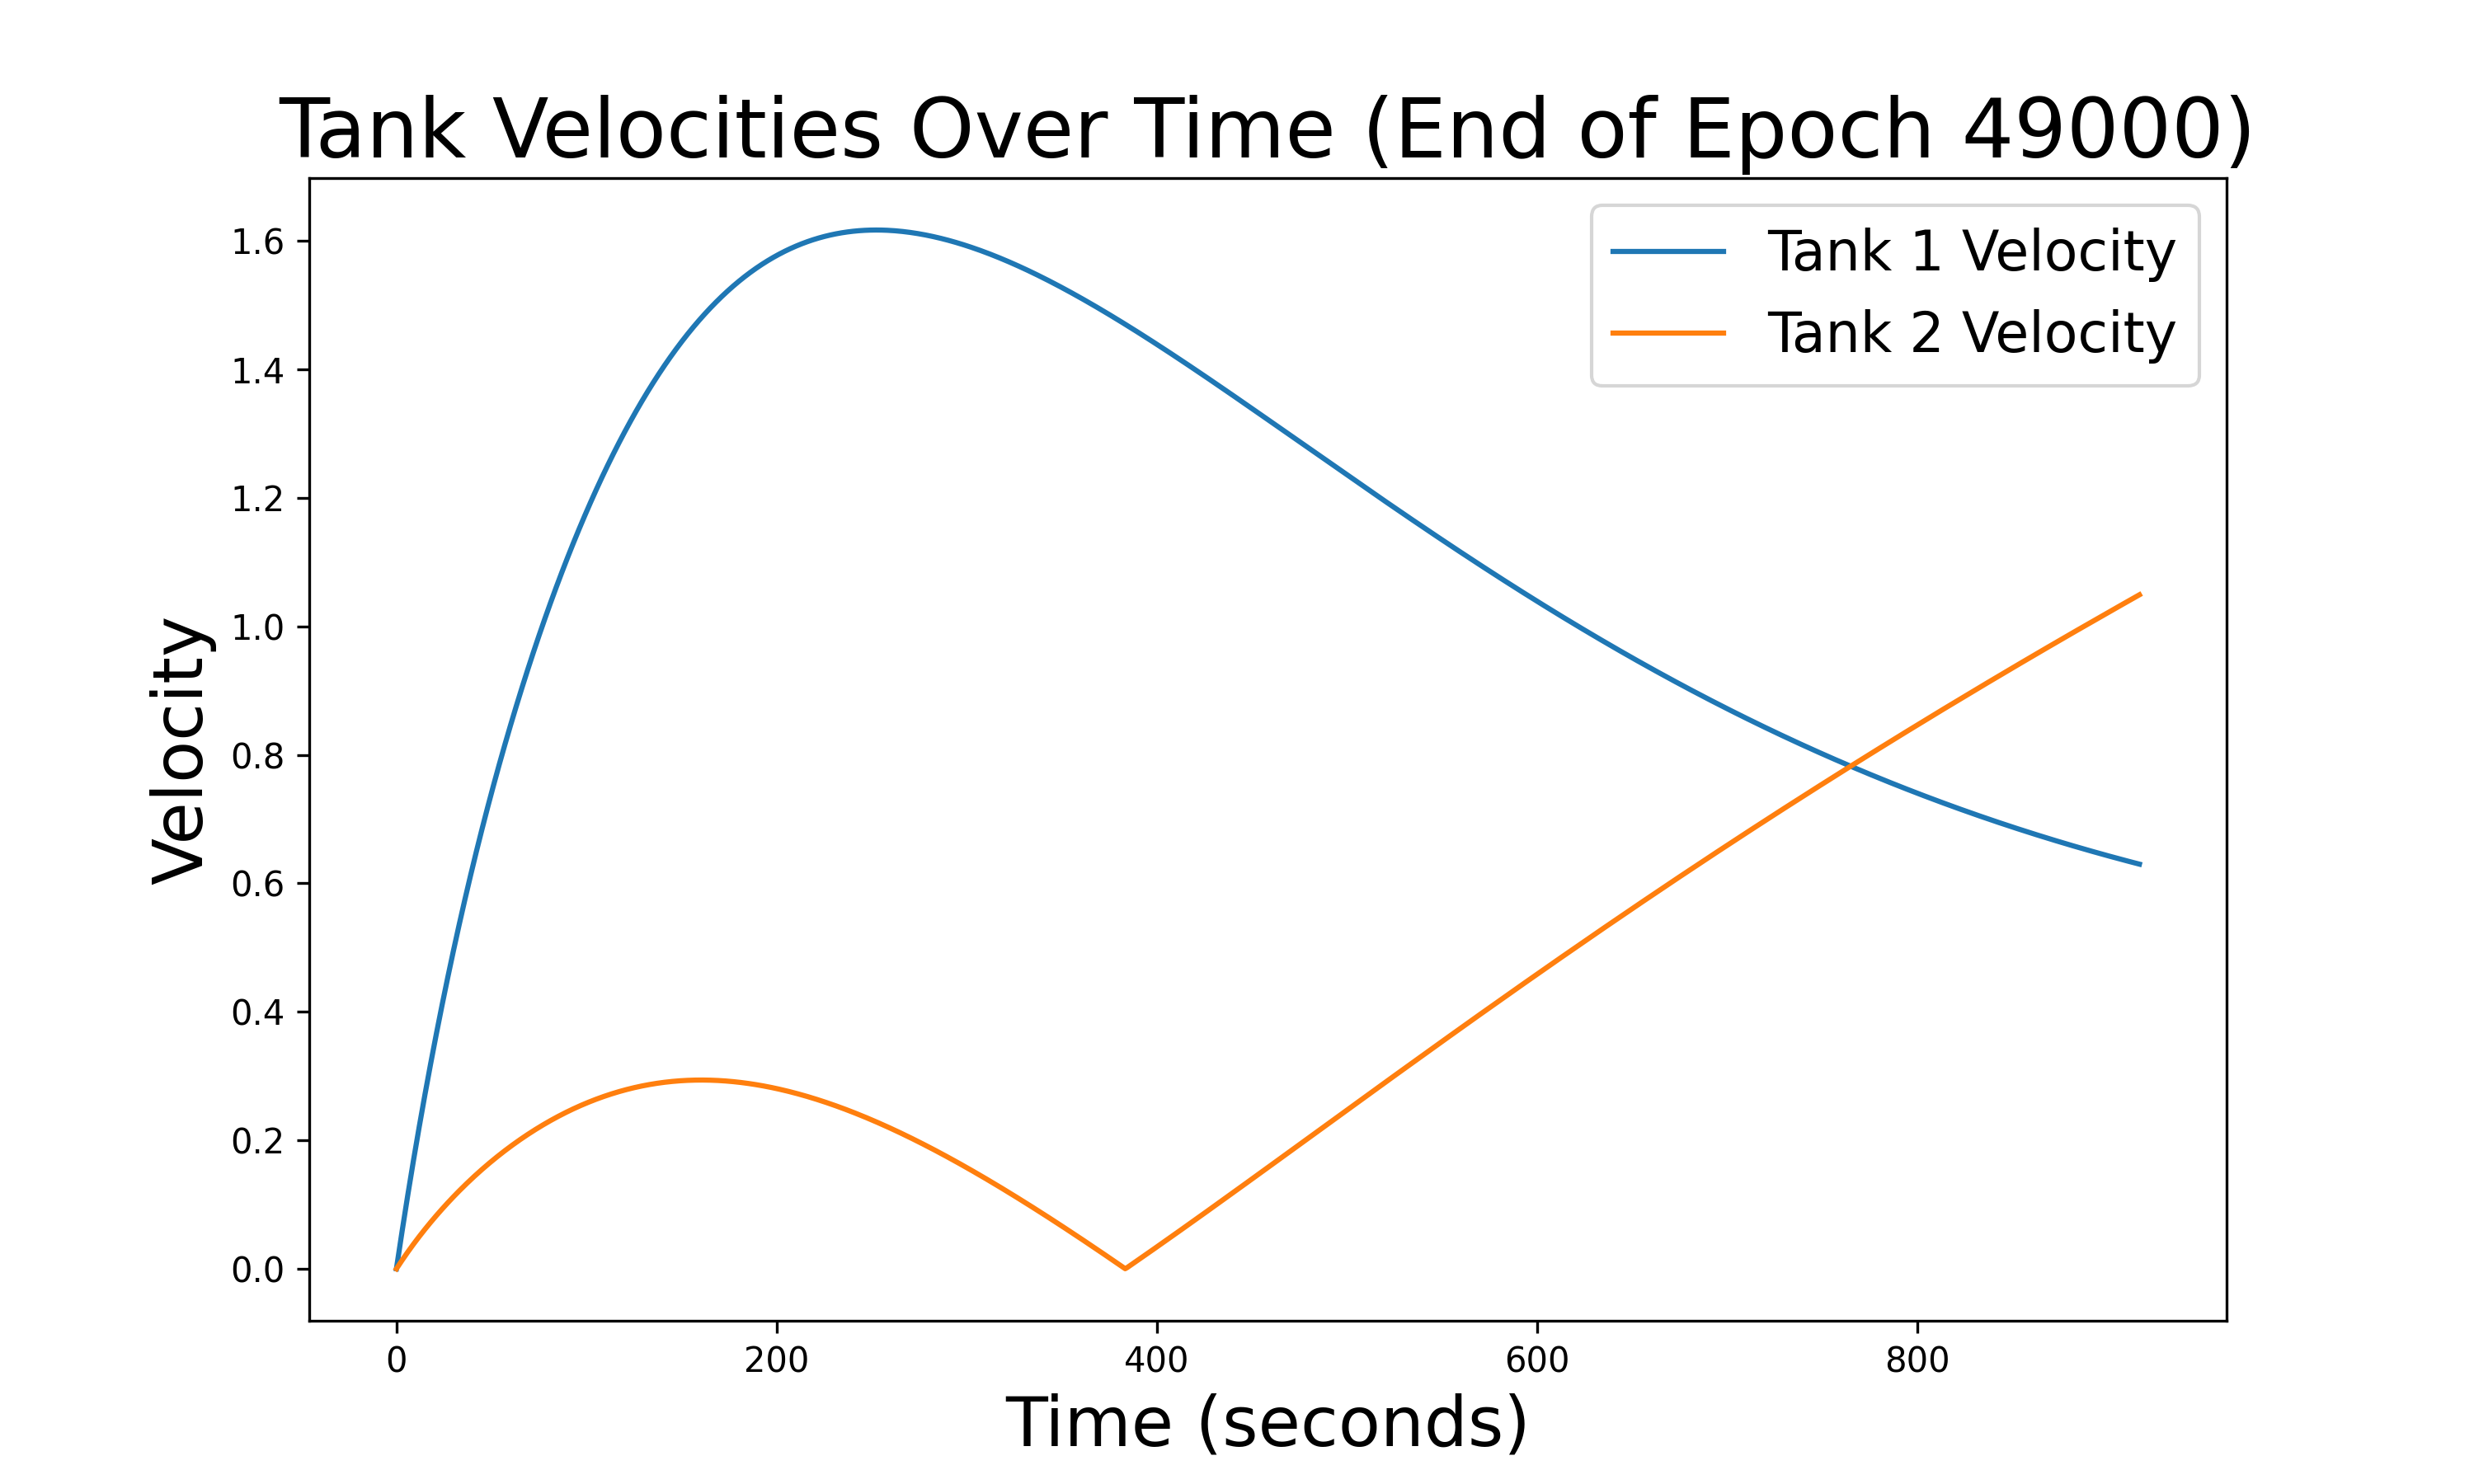 Tank Velocities Over Time (End of Epoch 49000)
Tank 1 Velocity
Tank 2 Velocity
1.6
1.4
1.2
1.0
0.8
0.6
0.4
0.2
0.0
Velocity
0 200 400 600 800
Time (seconds)